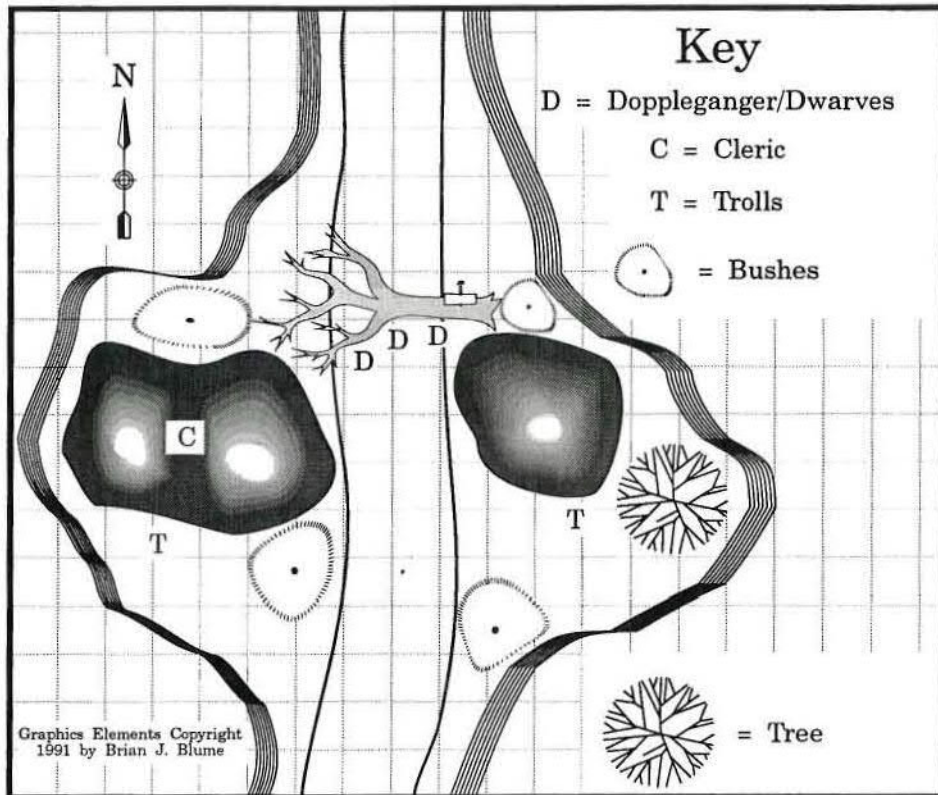 Key
N
D = Doppleganger/Dwarves
C = Cleric
T = Trolls
= Bushes
D D D
C
T
T
Graphics Elements Copyright
1991 by Brian J. Blume
= Tree